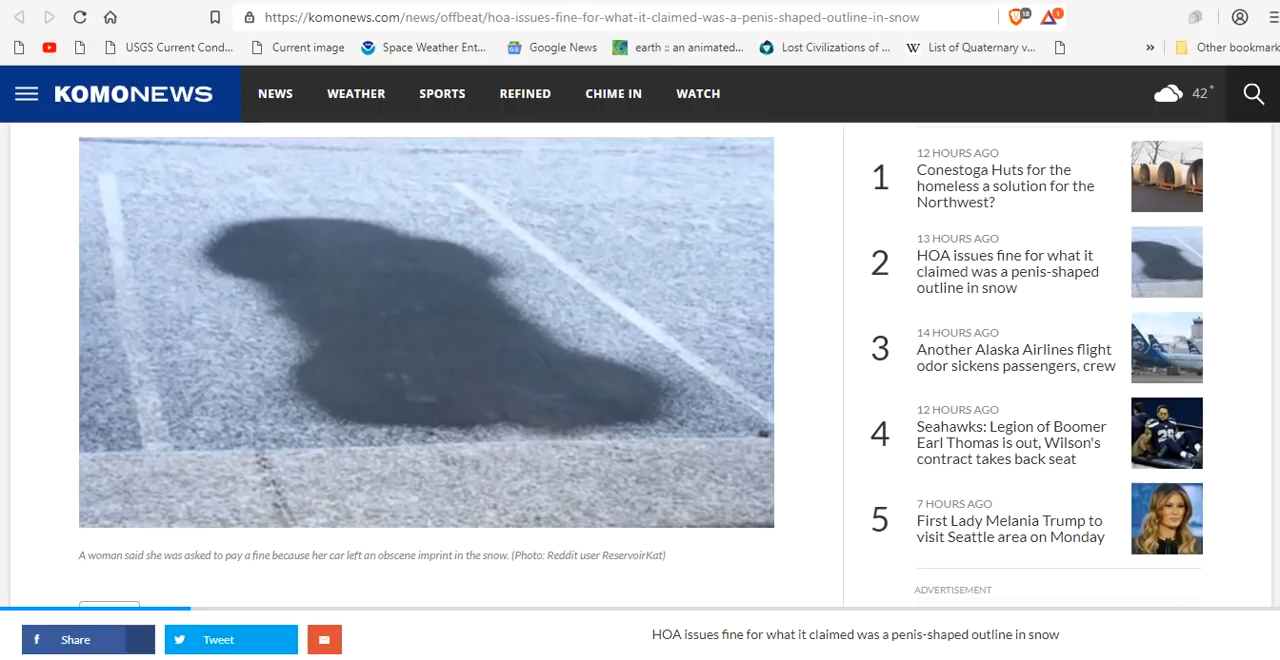 https://komonews.com/news/offbeat/hoa-issues-fine-for-what-it-claimed-was-a-penis-shaped-outline-in-snow
18
1
USGS Current Cond...
Current image
Space Weather Ent...
Google News
earth :: an animated...
Lost Civilizations of ...
W List of Quaternary v...
»
Other bookmark
KOMONEWS
NEWS
WEATHER
SPORTS
REFINED
CHIME IN
WATCH
42°
1
12 HOURS AGO
Conestoga Huts for the
homeless a solution for the
Northwest?
2
13 HOURS AGO
HOA issues fine for what it
claimed was a penis-shaped
outline in snow
3
14 HOURS AGO
Another Alaska Airlines flight
odor sickens passengers, crew
4
12 HOURS AGO
Seahawks: Legion of Boomer
Earl Thomas is out, Wilson's
contract takes back seat
5
7 HOURS AGO
First Lady Melania Trump to
visit Seattle area on Monday
ADVERTISEMENT
A woman said she was asked to pay a fine because her car left an obscene imprint in the snow. (Photo: Reddit user ReservoirKat)
f Share
Tweet
HOA issues fine for what it claimed was a penis-shaped outline in snow